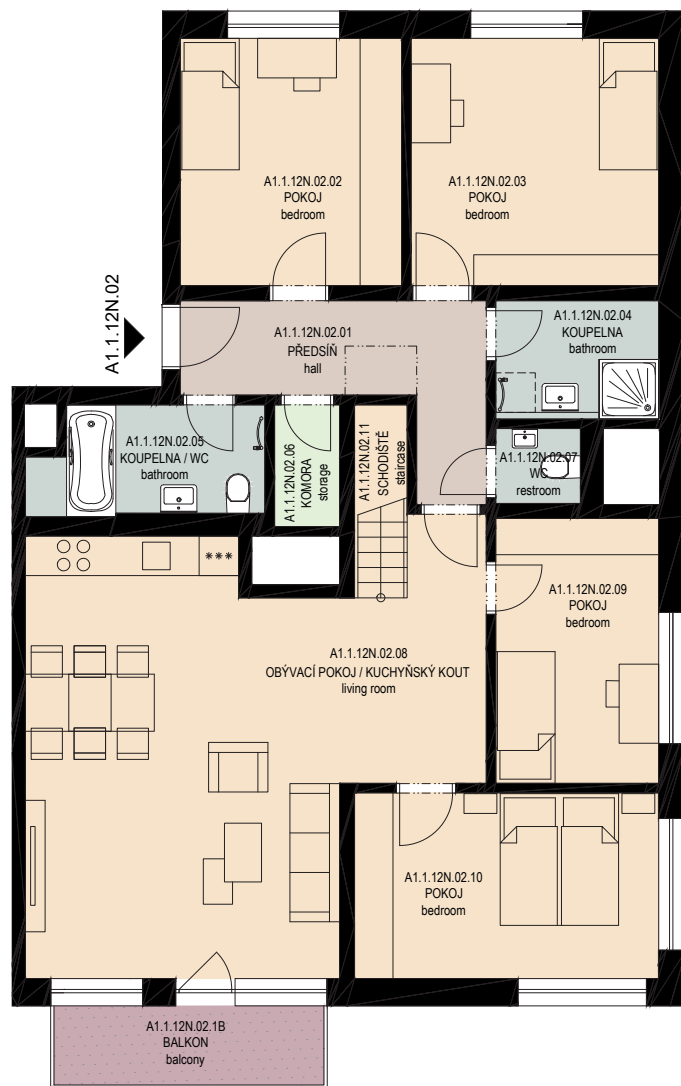 A1.1.12N.02.02
POKOJ
bedroom
A1.1.12N.02.03
POKOJ
bedroom
A1.1.12N.02
A1.1.12N.02.01
PŘEDSÍŇ
hall
A1.1.12N.02.04
KOUPELNA
bathroom
A1.1.12N.02.05
KOUPELNA / WC
bathroom
A1.1.12N.02.06
KOMORA
storage
A1.1.12N.02.11
SCHODIŠTĚ
staircase
A1.1.12N.02.07
WC
restroom
***
A1.1.12N.02.09
POKOJ
bedroom
A1.1.12N.02.08
OBÝVACÍ POKOJ / KUCHYŇSKÝ KOUT
living room
A1.1.12N.02.10
POKOJ
bedroom
A1.1.12N.02.1B
BALKON
balcony